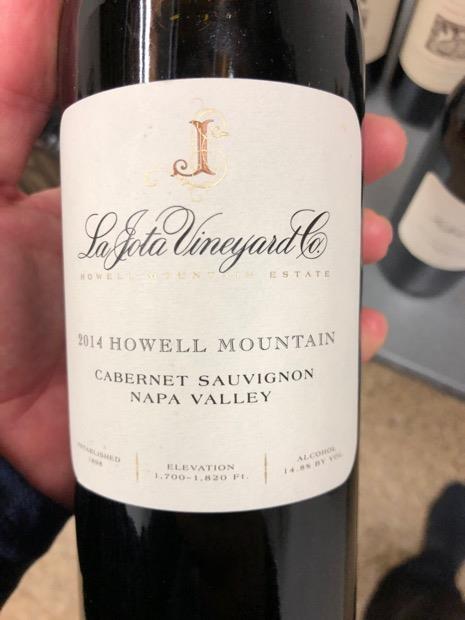 La Jota Vineyard Co.
HOWELL MOUNTAIN ESTATE
2014 HOWELL MOUNTAIN
CABERNET SAUVIGNON
NAPA VALLEY
ESTABLISHED
1898
ELEVATION
1,700-1,820 Ft.
ALCOHOL
14.8% BY VOL.